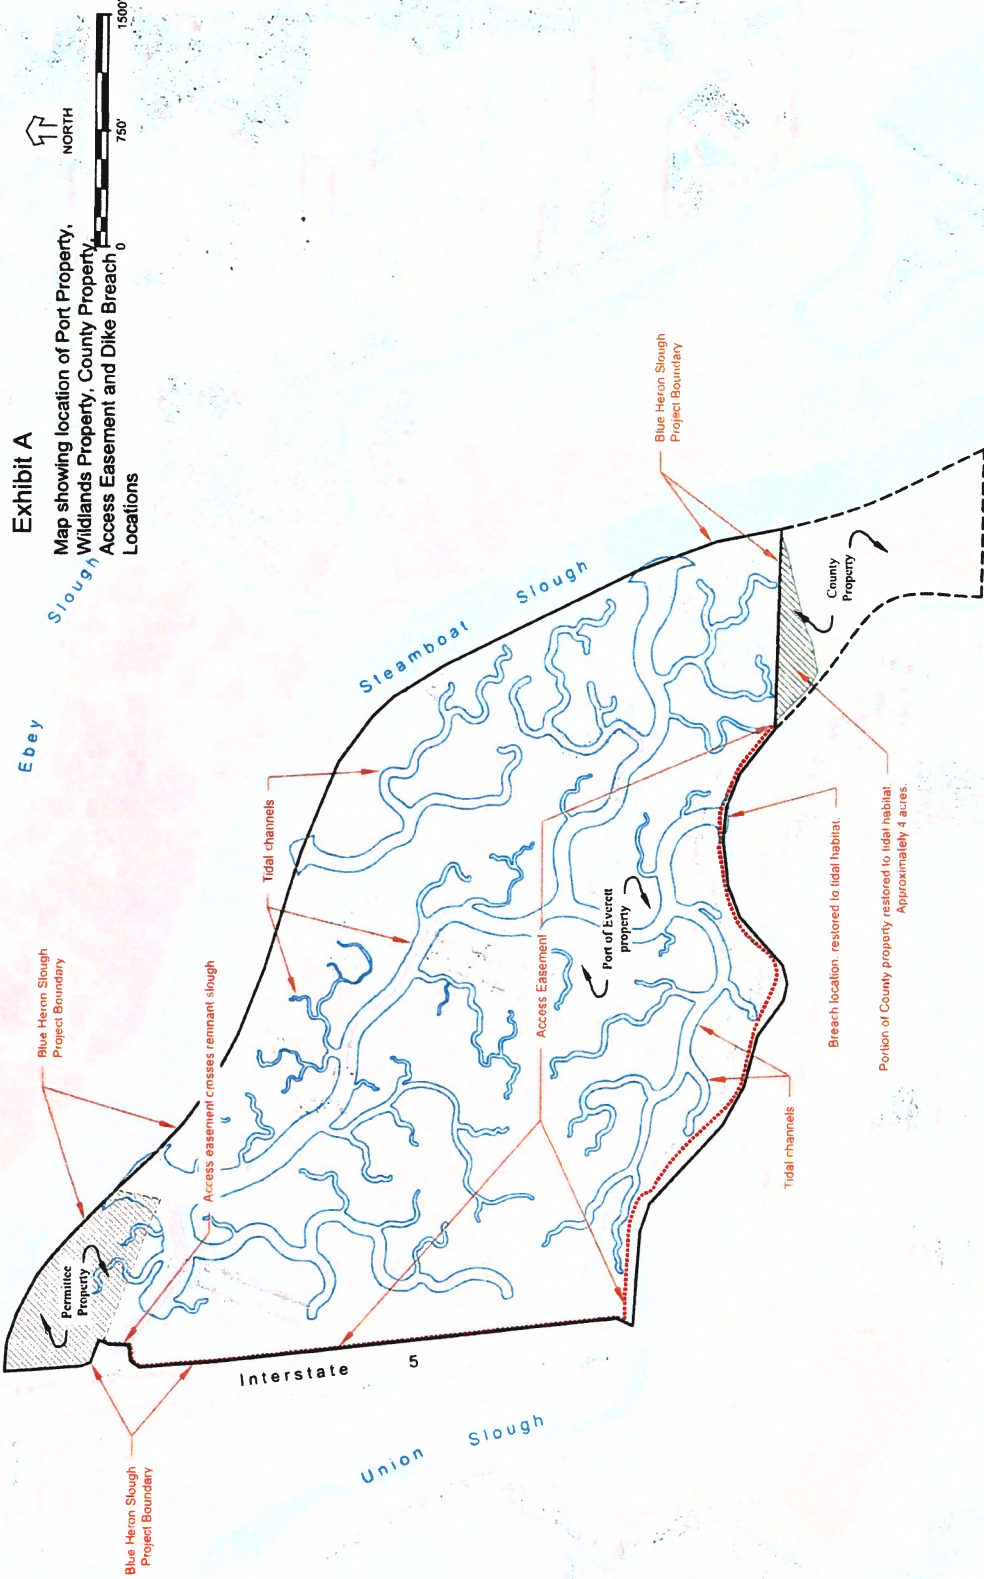 Exhibit A
Map showing location of Port Property,
Wildlands Property, County Property,
Access Easement and Dike Breach
Locations
NORTH
0
750'
1500'
Ebey
Slough
Steamboat
Slough
Blue Heron Slough
Project Boundary
Tidal channels
Blue Heron Slough
Project Boundary
Access easement crosses remnant slough
Permittee
Property
Port of Everett
property
Access Easement
County
Property
Blue Heron Slough
Project Boundary
Interstate
5
Union
Slough
Tidal channels
Breach location, restored to tidal habitat.
Portion of County property restored to tidal habitat
Approximately 4 acres.